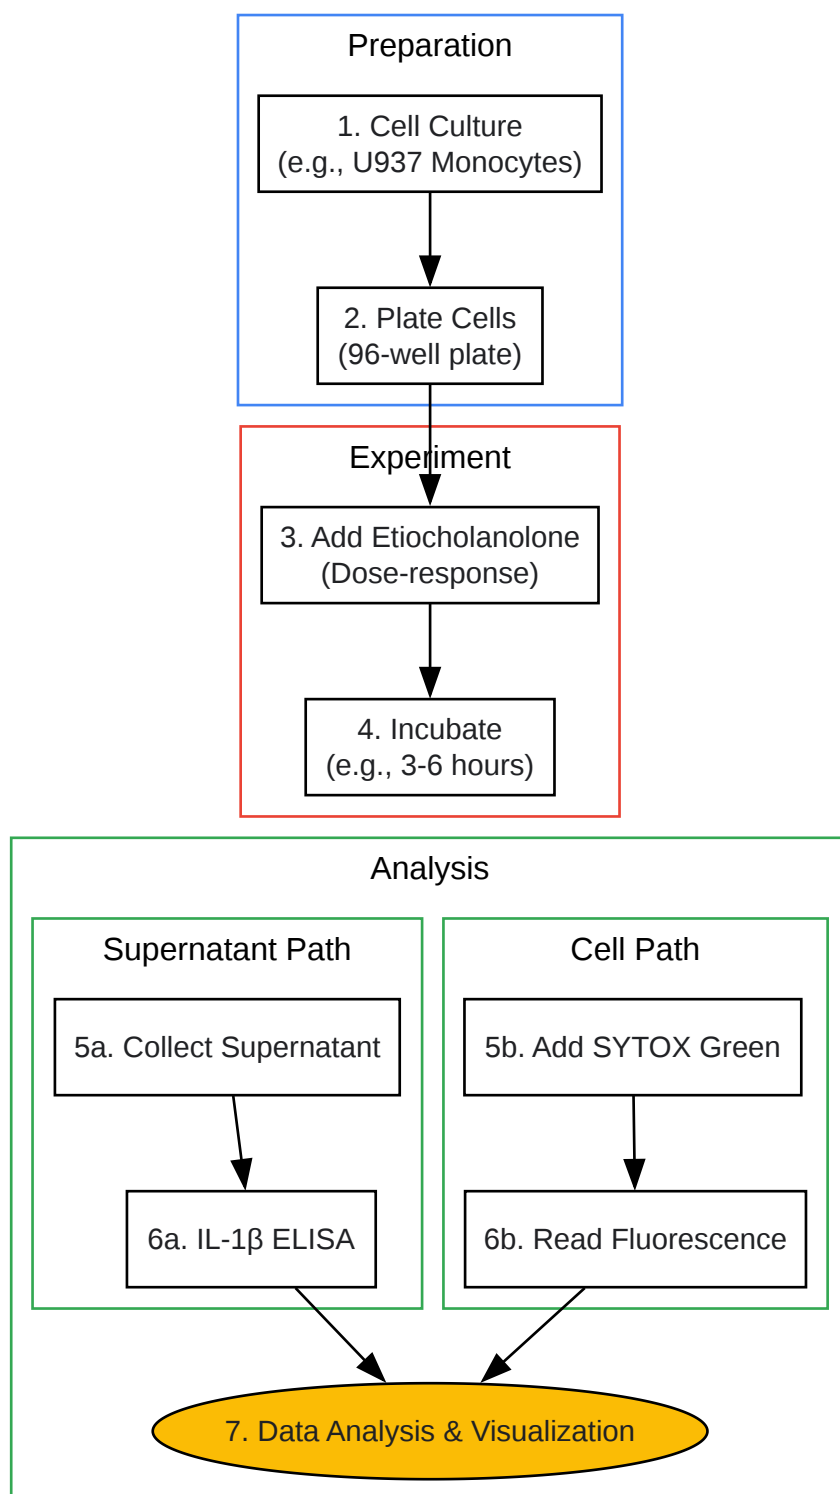 Preparation
1. Cell Culture
(e.g., U937 Monocytes)
2. Plate Cells
(96-well plate)
Experiment
3. Add Etiocholanolone
(Dose-response)
4. Incubate
(e.g., 3-6 hours)
Analysis
Supernatant Path
5a. Collect Supernatant
6a. IL-1β ELISA
Cell Path
5b. Add SYTOX Green
6b. Read Fluorescence
7. Data Analysis & Visualization